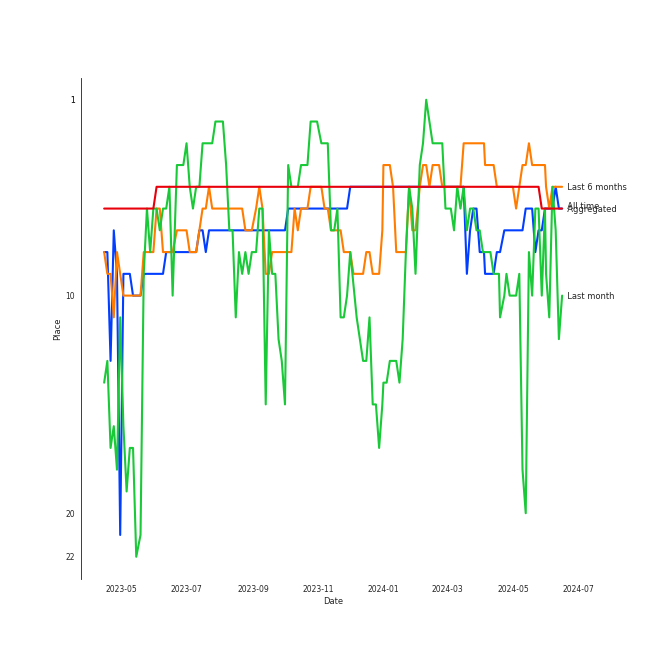 1
Last 6 months
All time
Aggregated
10
Last month
Place
20
22
2023-05
2023-07
2023-09
2023-11
2024-01
2024-03
2024-05
2024-07
Date